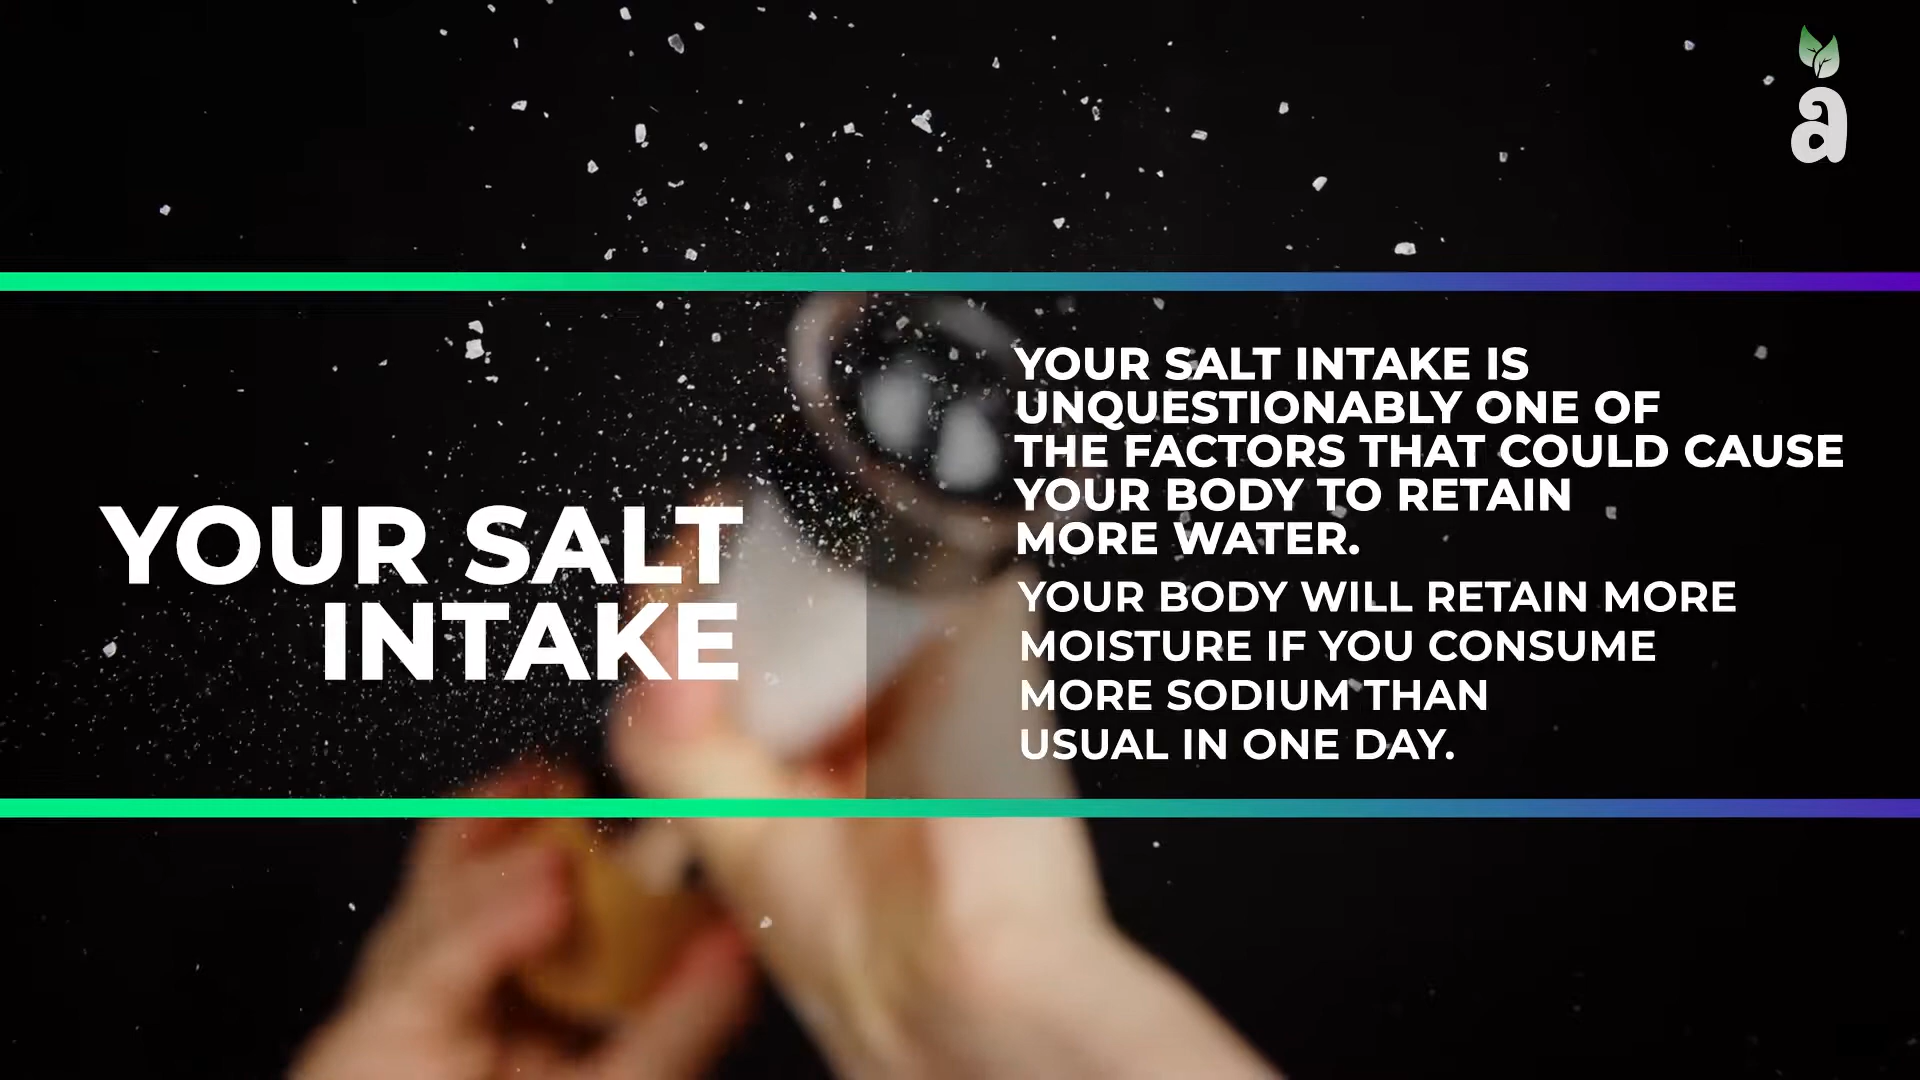 YOUR SALT
INTAKE
YOUR SALT INTAKE IS
UNQUESTIONABLY ONE OF
THE FACTORS THAT COULD CAUSE
YOUR BODY TO RETAIN
MORE WATER.
YOUR BODY WILL RETAIN MORE
MOISTURE IF YOU CONSUME
MORE SODIUM THAN
USUAL IN ONE DAY.
a